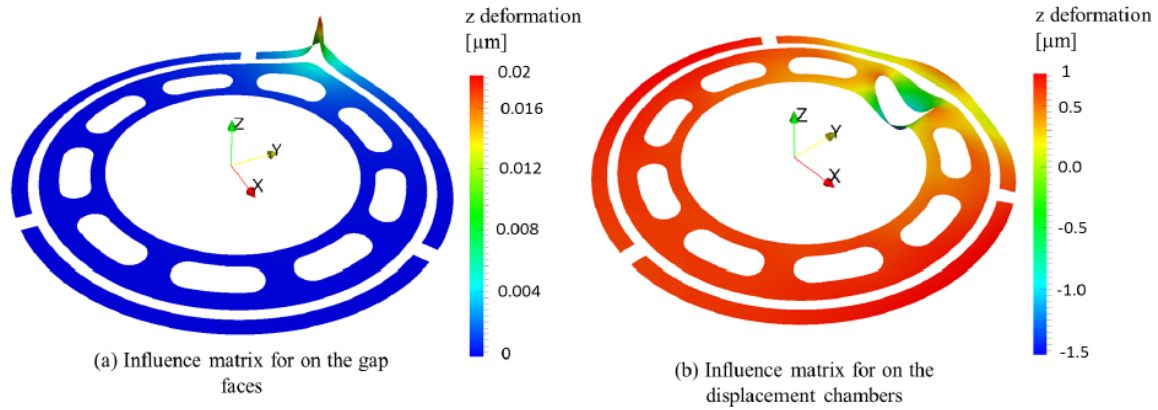 z deformation
[µm]
0.02
0.016
0.012
0.008
0.004
0
Z
Y
X
(a) Influence matrix for on the gap
faces
z deformation
[µm]
1
0.5
0.0
-0.5
-1.0
-1.5
Z
Y
X
(b) Influence matrix for on the
displacement chambers